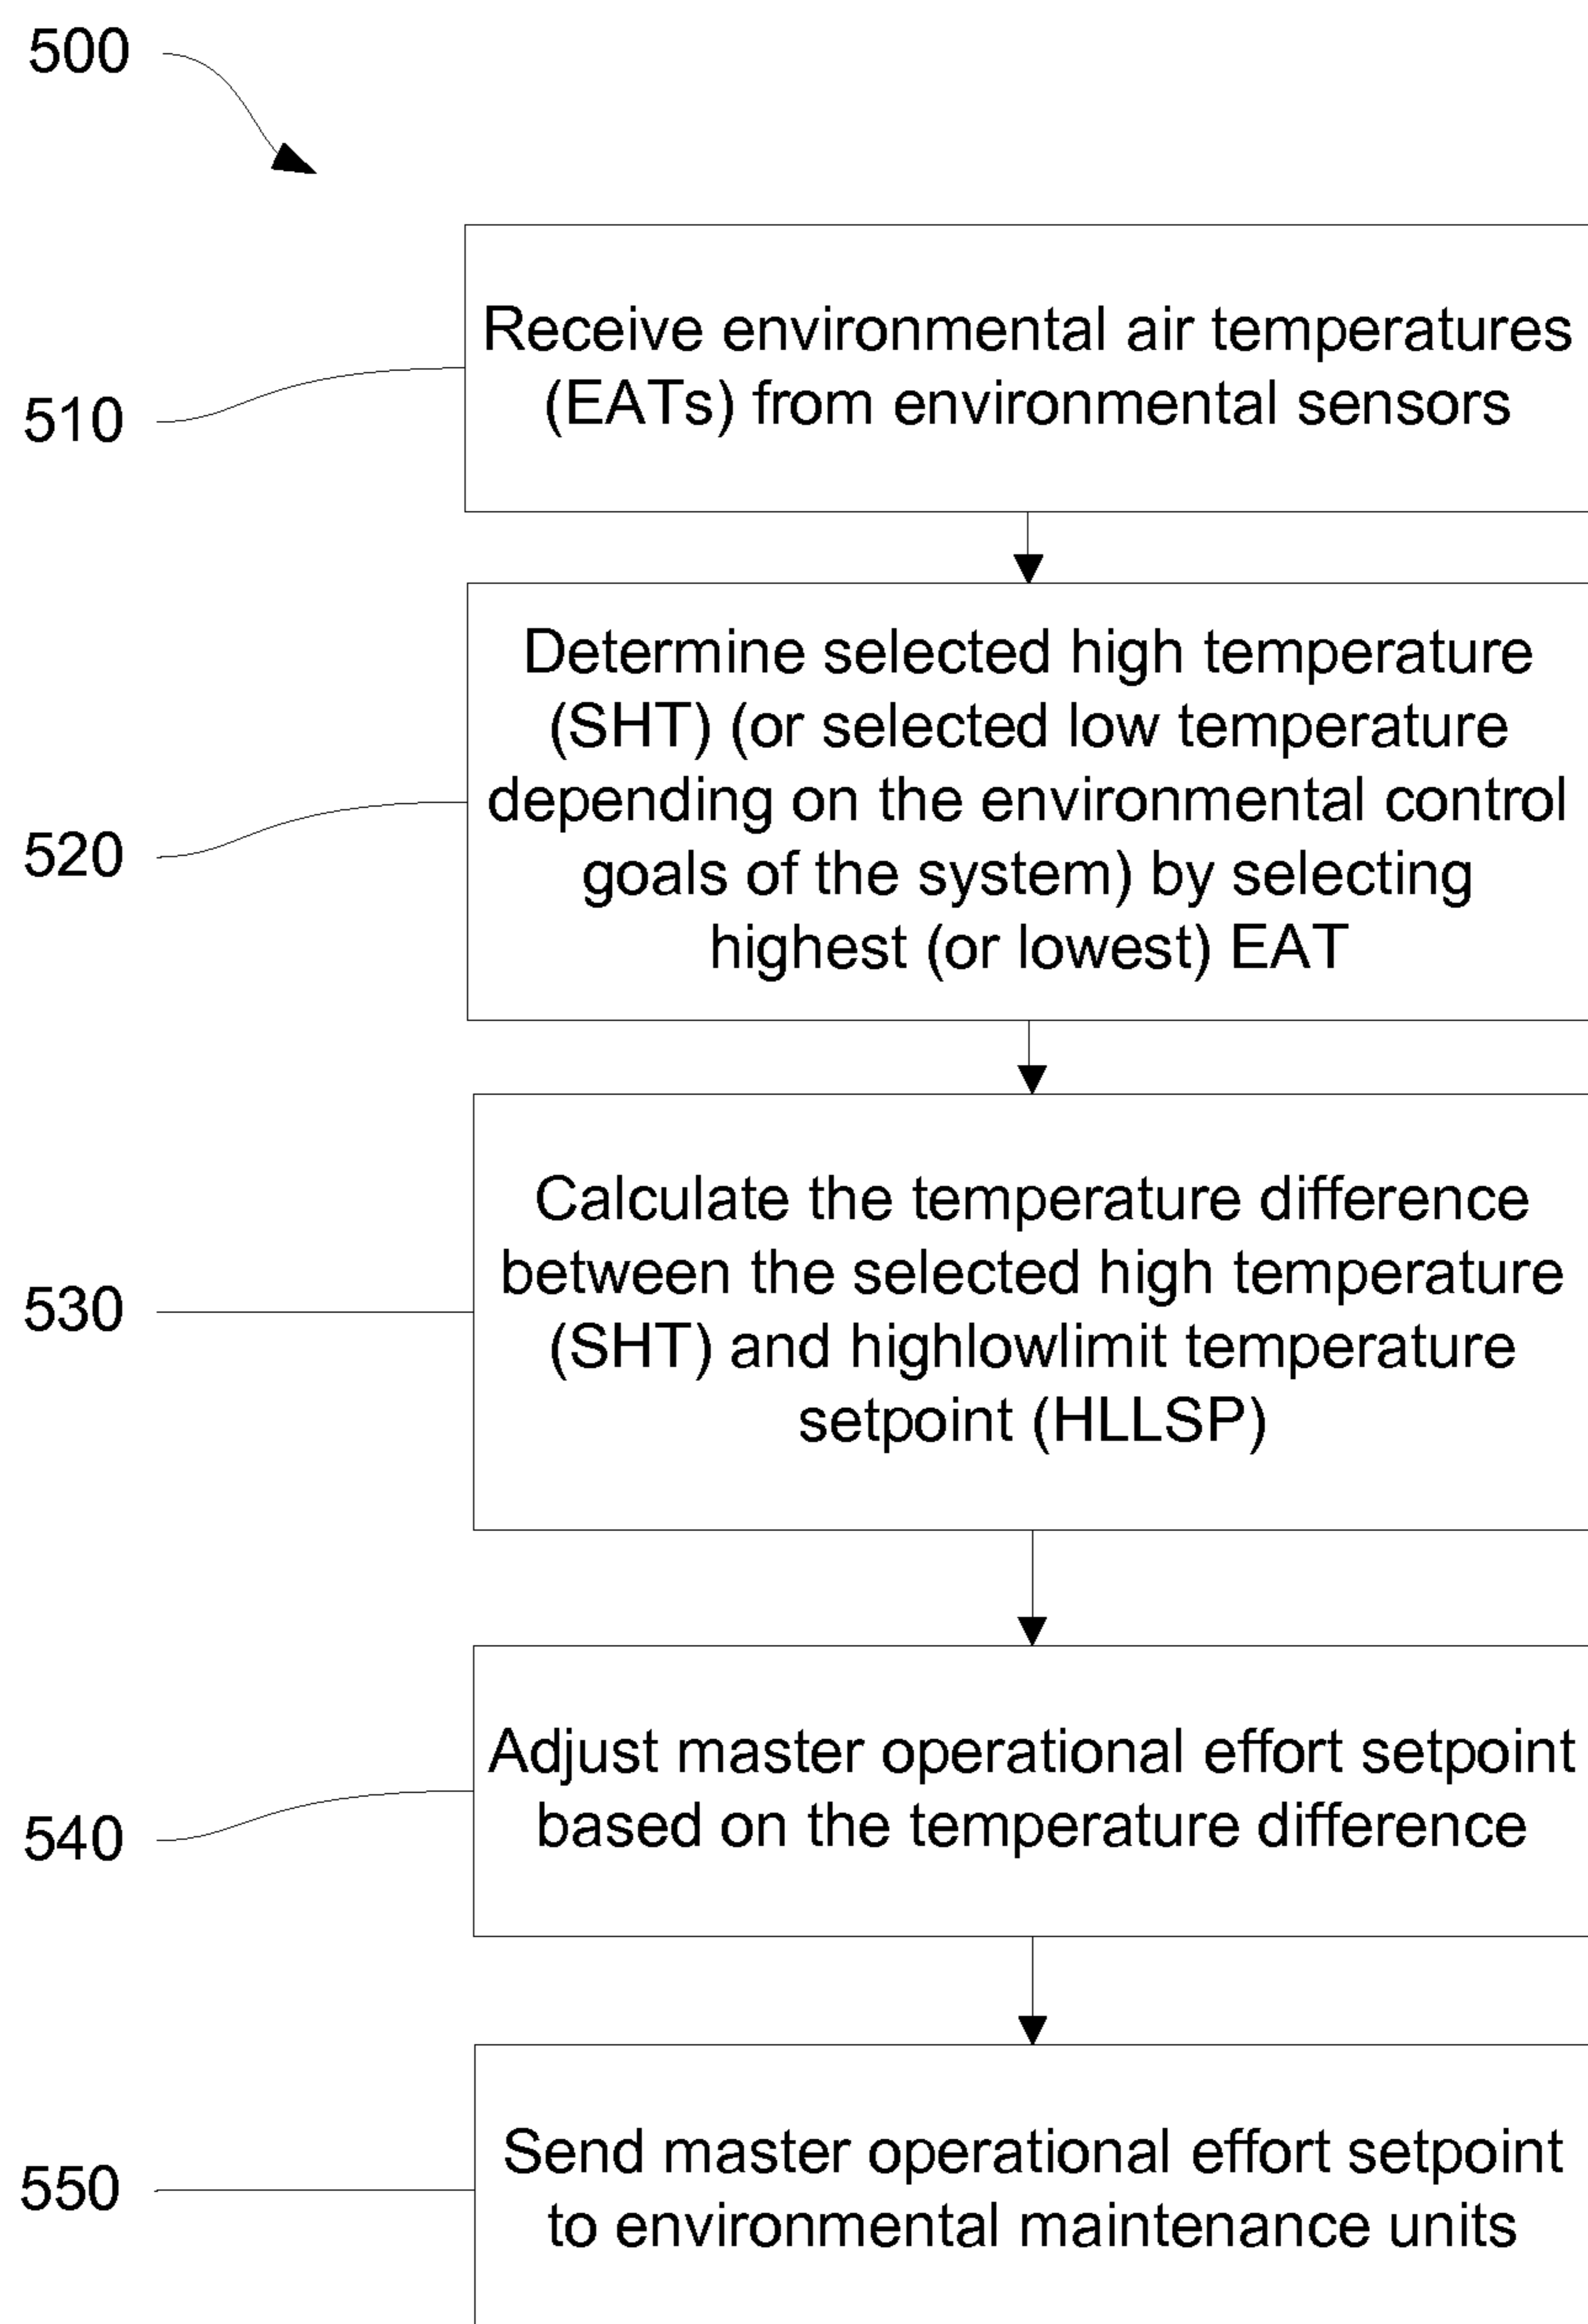 500
Receive environmental air temperatures
(EATs) from environmental sensors
510
Determine selected high temperature
(SHT) (or selected low temperature
depending on the environmental control
goals of the system) by selecting
highest (or lowest) EAT
520
Calculate the temperature difference
between the selected high temperature
(SHT) and highlowlimit temperature
setpoint (HLLSP)
530
Adjust master operational effort setpoint
based on the temperature difference
540
Send master operational effort setpoint
to environmental maintenance units
550